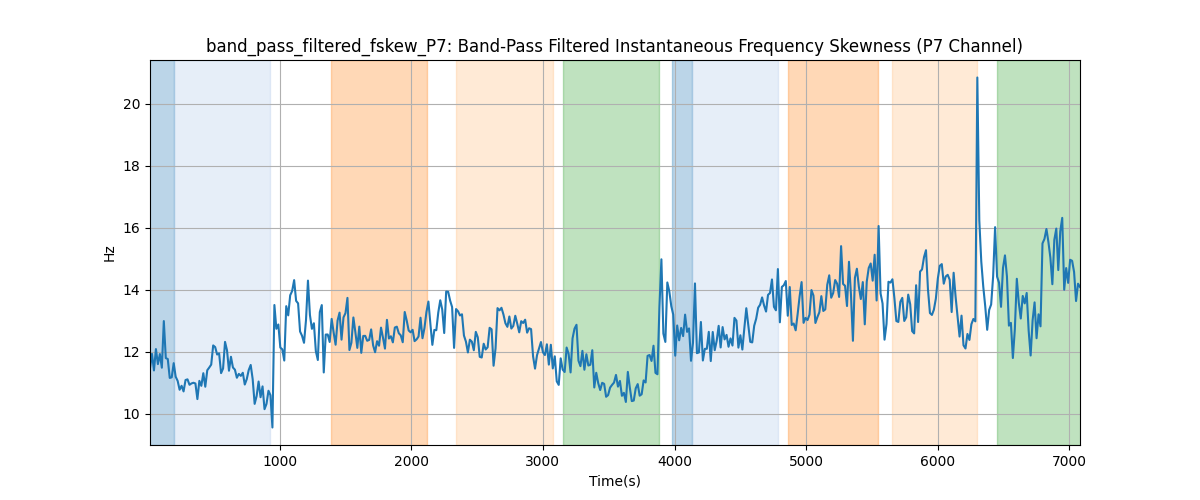 band_pass_filtered_fskew_P7: Band-Pass Filtered Instantaneous Frequency Skewness (P7 Channel)
20
18
16
14
12
10
Hz
1000 2000 3000 4000 5000 6000 7000
Time(s)